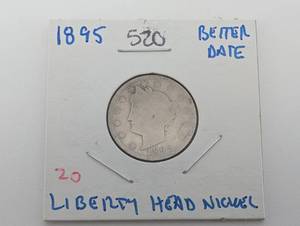 1895 520 BETTER
DATE
20
LIBERTY HEAD NICKEL